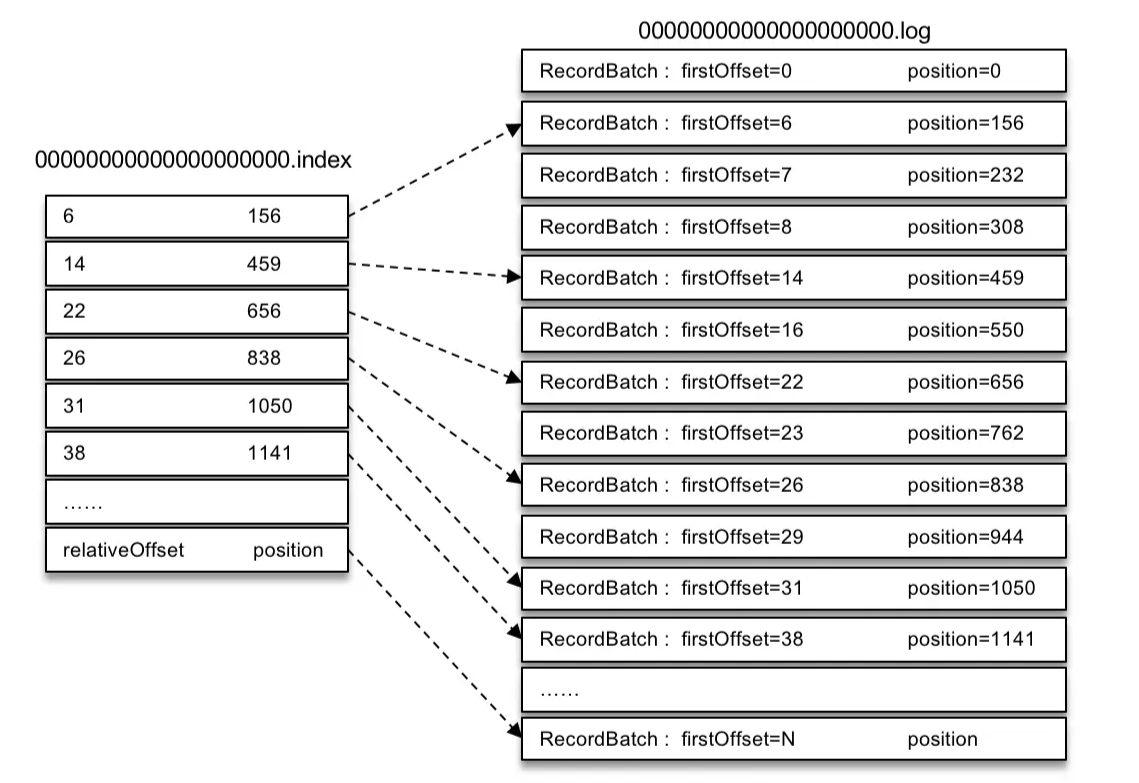 00000000000000000000.index
6 156
14 459
22 656
26 838
31 1050
38 1141
……
relativeOffset position
00000000000000000000.log
RecordBatch : firstOffset=0 position=0
RecordBatch : firstOffset=6 position=156
RecordBatch : firstOffset=7 position=232
RecordBatch : firstOffset=8 position=308
RecordBatch : firstOffset=14 position=459
RecordBatch : firstOffset=16 position=550
RecordBatch : firstOffset=22 position=656
RecordBatch : firstOffset=23 position=762
RecordBatch : firstOffset=26 position=838
RecordBatch : firstOffset=29 position=944
RecordBatch : firstOffset=31 position=1050
RecordBatch : firstOffset=38 position=1141
……
RecordBatch : firstOffset=N position